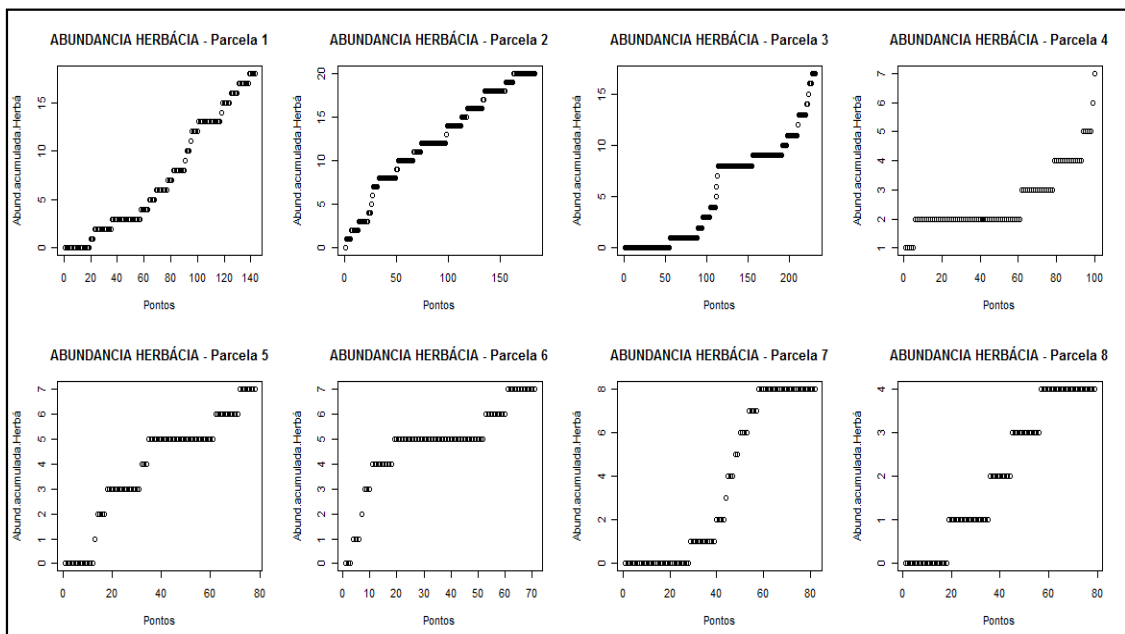 ABUNDANCIA HERBÁCIA - Parcela 1
Abund.acumulada.Herbá
0 5 10 15
0 20 40 60 80 100 120 140
Pontos
ABUNDANCIA HERBÁCIA - Parcela 2
Abund.acumulada.Herbá
0 5 10 15 20
50 100 150
Pontos
ABUNDANCIA HERBÁCIA - Parcela 3
Abund.acumulada.Herbá
0 5 10 15
0 50 100 150 200
Pontos
ABUNDANCIA HERBÁCIA - Parcela 4
Abund.acumulada.Herbá
1 2 3 4 5 6 7
0 20 40 60 80 100
Pontos
ABUNDANCIA HERBÁCIA - Parcela 5
Abund.acumulada.Herbá
0 1 2 3 4 5 6 7
0 20 40 60 80
Pontos
ABUNDANCIA HERBÁCIA - Parcela 6
Abund.acumulada.Herbá
0 1 2 3 4 5 6 7
0 10 20 30 40 50 60 70
Pontos
ABUNDANCIA HERBÁCIA - Parcela 7
Abund.acumulada.Herbá
0 2 4 6 8
0 20 40 60 80
Pontos
ABUNDANCIA HERBÁCIA - Parcela 8
Abund.acumulada.Herbá
0 1 2 3 4
0 20 40 60 80
Pontos